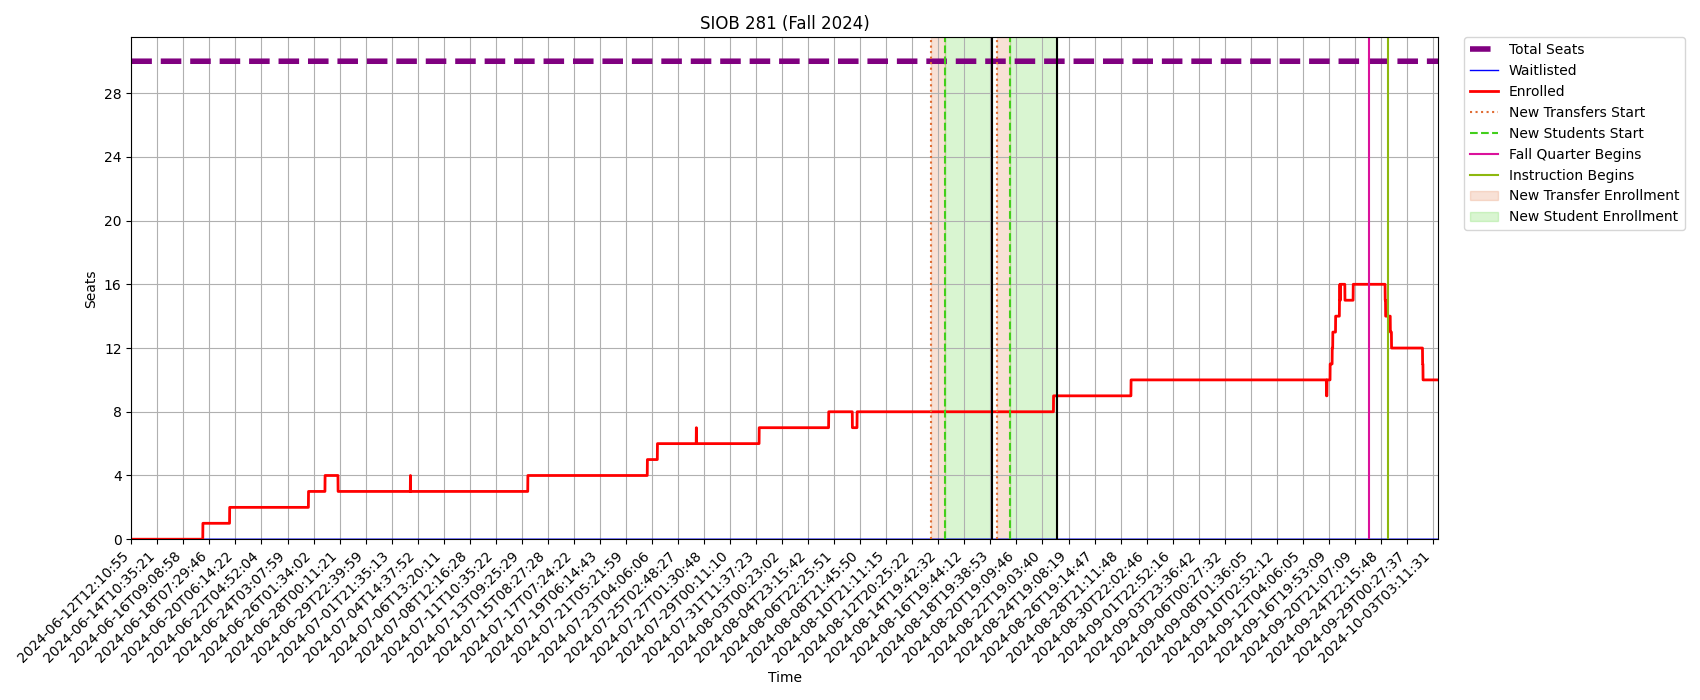 SIOB 281 (Fall 2024)
Total Seats
Waitlisted
Enrolled
New Transfers Start
New Students Start
Fall Quarter Begins
Instruction Begins
New Transfer Enrollment
New Student Enrollment
Seats
28
24
20
16
12
8
4
0
2024-06-12T12:10:55
2024-06-14T10:35:21
2024-06-16T09:08:58
2024-06-18T07:29:46
2024-06-20T06:14:22
2024-06-22T04:52:04
2024-06-24T03:07:59
2024-06-26T01:34:02
2024-06-28T00:11:21
2024-06-29T22:39:59
2024-07-01T21:35:13
2024-07-04T14:37:52
2024-07-06T13:20:11
2024-07-08T12:16:28
2024-07-11T10:35:22
2024-07-13T09:25:29
2024-07-15T08:27:28
2024-07-17T07:24:22
2024-07-19T06:14:43
2024-07-21T05:21:59
2024-07-23T04:06:06
2024-07-25T02:48:27
2024-07-27T01:30:48
2024-07-29T00:11:10
2024-07-31T11:37:23
2024-08-03T00:23:02
2024-08-04T23:15:42
2024-08-06T22:25:51
2024-08-08T21:45:50
2024-08-10T21:11:15
2024-08-12T20:25:22
2024-08-14T19:42:32
2024-08-16T19:44:12
2024-08-18T19:38:53
2024-08-20T19:09:46
2024-08-22T19:03:40
2024-08-24T19:08:19
2024-08-26T19:14:47
2024-08-28T21:11:48
2024-08-30T22:02:46
2024-09-01T22:52:16
2024-09-03T23:36:42
2024-09-06T00:27:32
2024-09-08T01:36:05
2024-09-10T02:52:12
2024-09-12T04:06:05
2024-09-16T19:53:09
2024-09-20T21:07:09
2024-09-24T22:15:48
2024-09-29T00:27:37
2024-10-03T03:11:31
Time